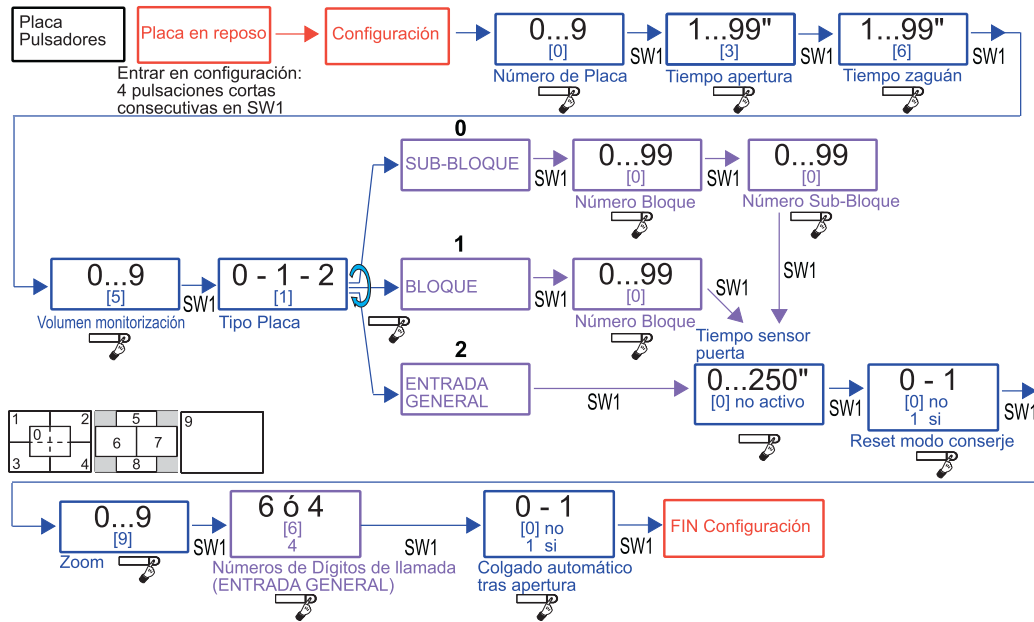 Placa
Pulsadores
Placa en reposo
Configuración
Entrar en configuración:
4 pulsaciones cortas
consecutivas en SW1
0...9
[0]
Número de Placa
SW1
1...99"
[3]
Tiempo apertura
SW1
1...99"
[6]
Tiempo zaguán
SW1
0...9
[5]
Volumen monitorización
SW1
0 - 1 - 2
[1]
Tipo Placa
0
SUB-BLOQUE
SW1
0...99
[0]
Número Bloque
SW1
0...99
[0]
Número Sub-Bloque
SW1
1
BLOQUE
SW1
0...99
[0]
Número Bloque
SW1
2
ENTRADA
GENERAL
SW1
Tiempo sensor
puerta
0...250"
[0] no activo
SW1
0 - 1
[0] no
1 si
Reset modo conserje
SW1
1
2
0
3
4
5
6
7
8
9
0...9
[9]
Zoom
SW1
6 ó 4
[6]
4
Números de Dígitos de llamada
(ENTRADA GENERAL)
SW1
0 - 1
[0] no
1 si
Colgado automático
tras apertura
SW1
FIN Configuración